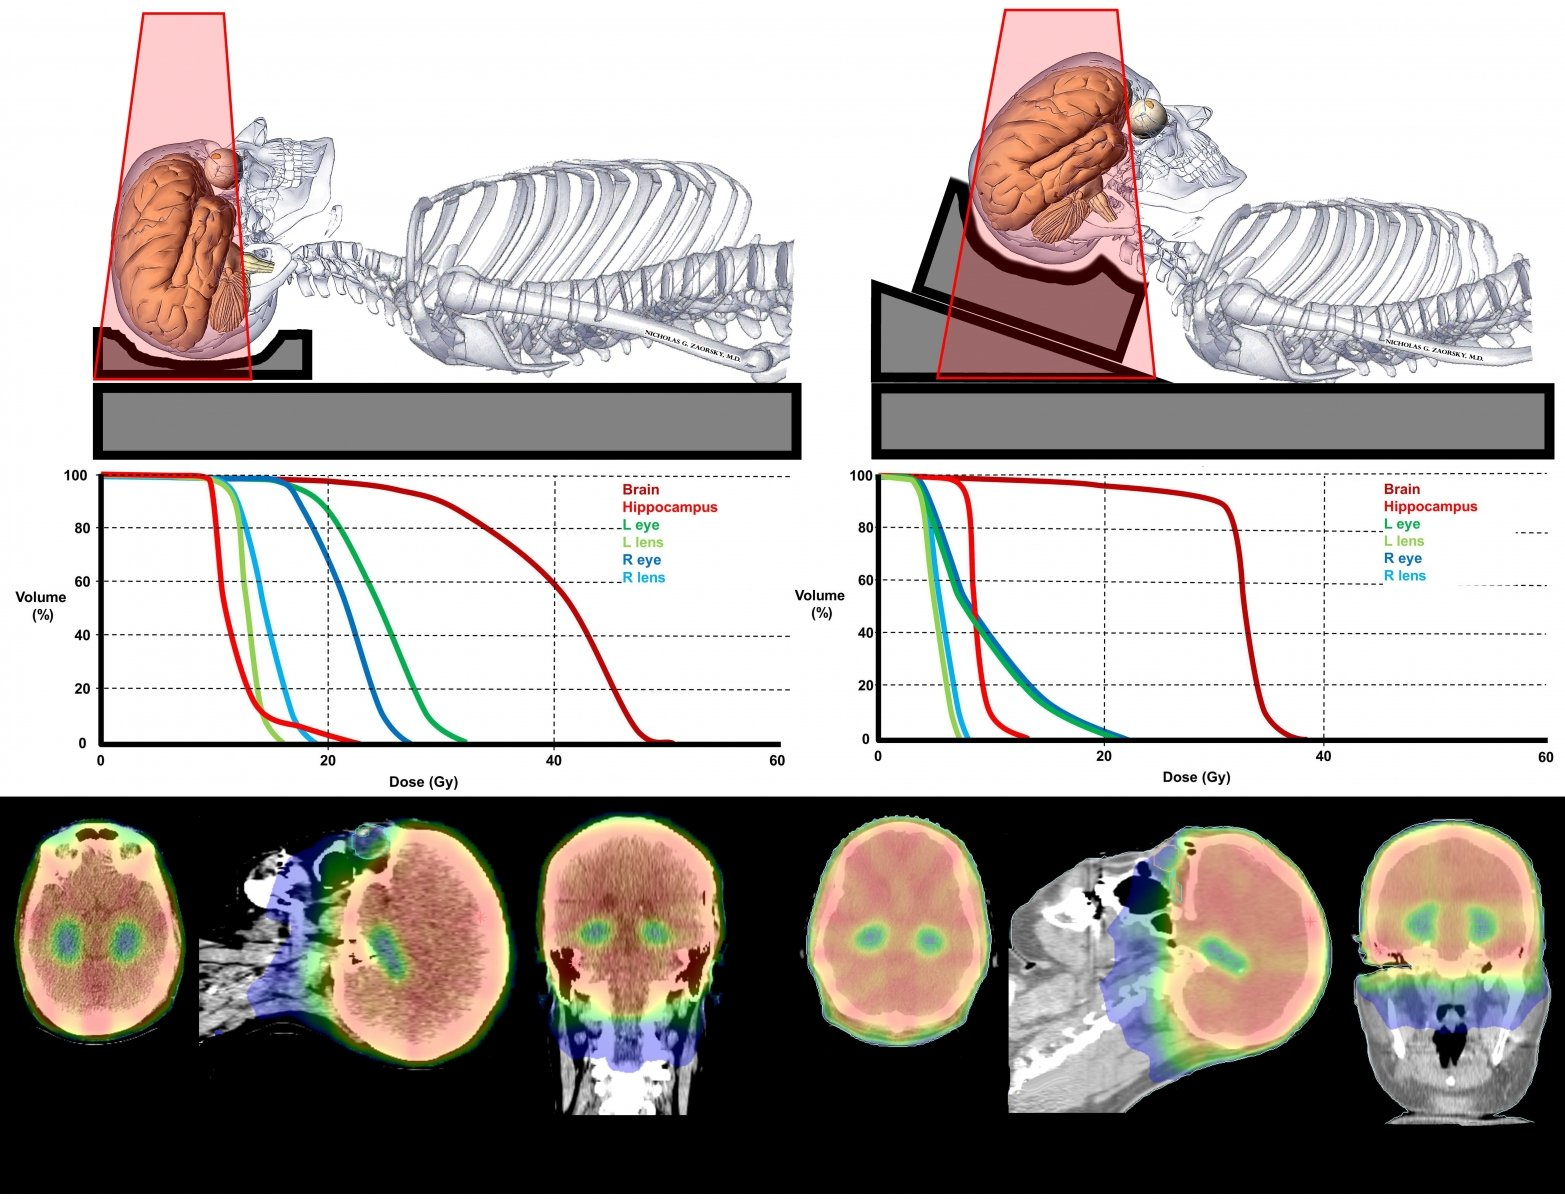 NICHOLAS G. ZAORSKY, M.D.
NICHOLAS G. ZAORSKY, M.D.
100
80
60
40
20
0
Volume
(%)
0
20
40
60
Dose (Gy)
Brain
Hippocampus
L eye
L lens
R eye
R lens
100
80
60
40
20
0
Volume
(%)
0
20
40
60
Dose (Gy)
Brain
Hippocampus
L eye
L lens
R eye
R lens